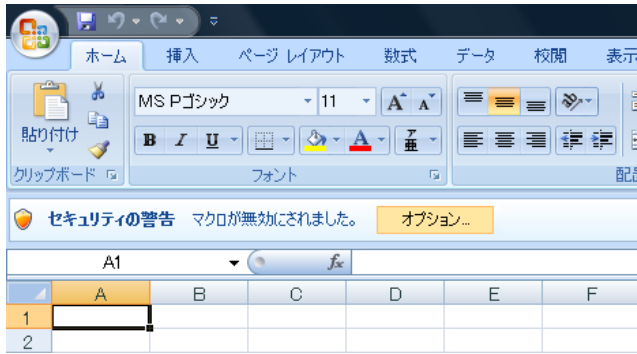 ホーム 挿入 ページ レイアウト 数式 データ 校閲 表示
MS Pゴシック 11 A A
貼り付け B I U A ア亜
クリップボード フォント 配
セキュリティの警告 マクロが無効にされました。 オプション...
A1 fx
A B C D E F
1
2